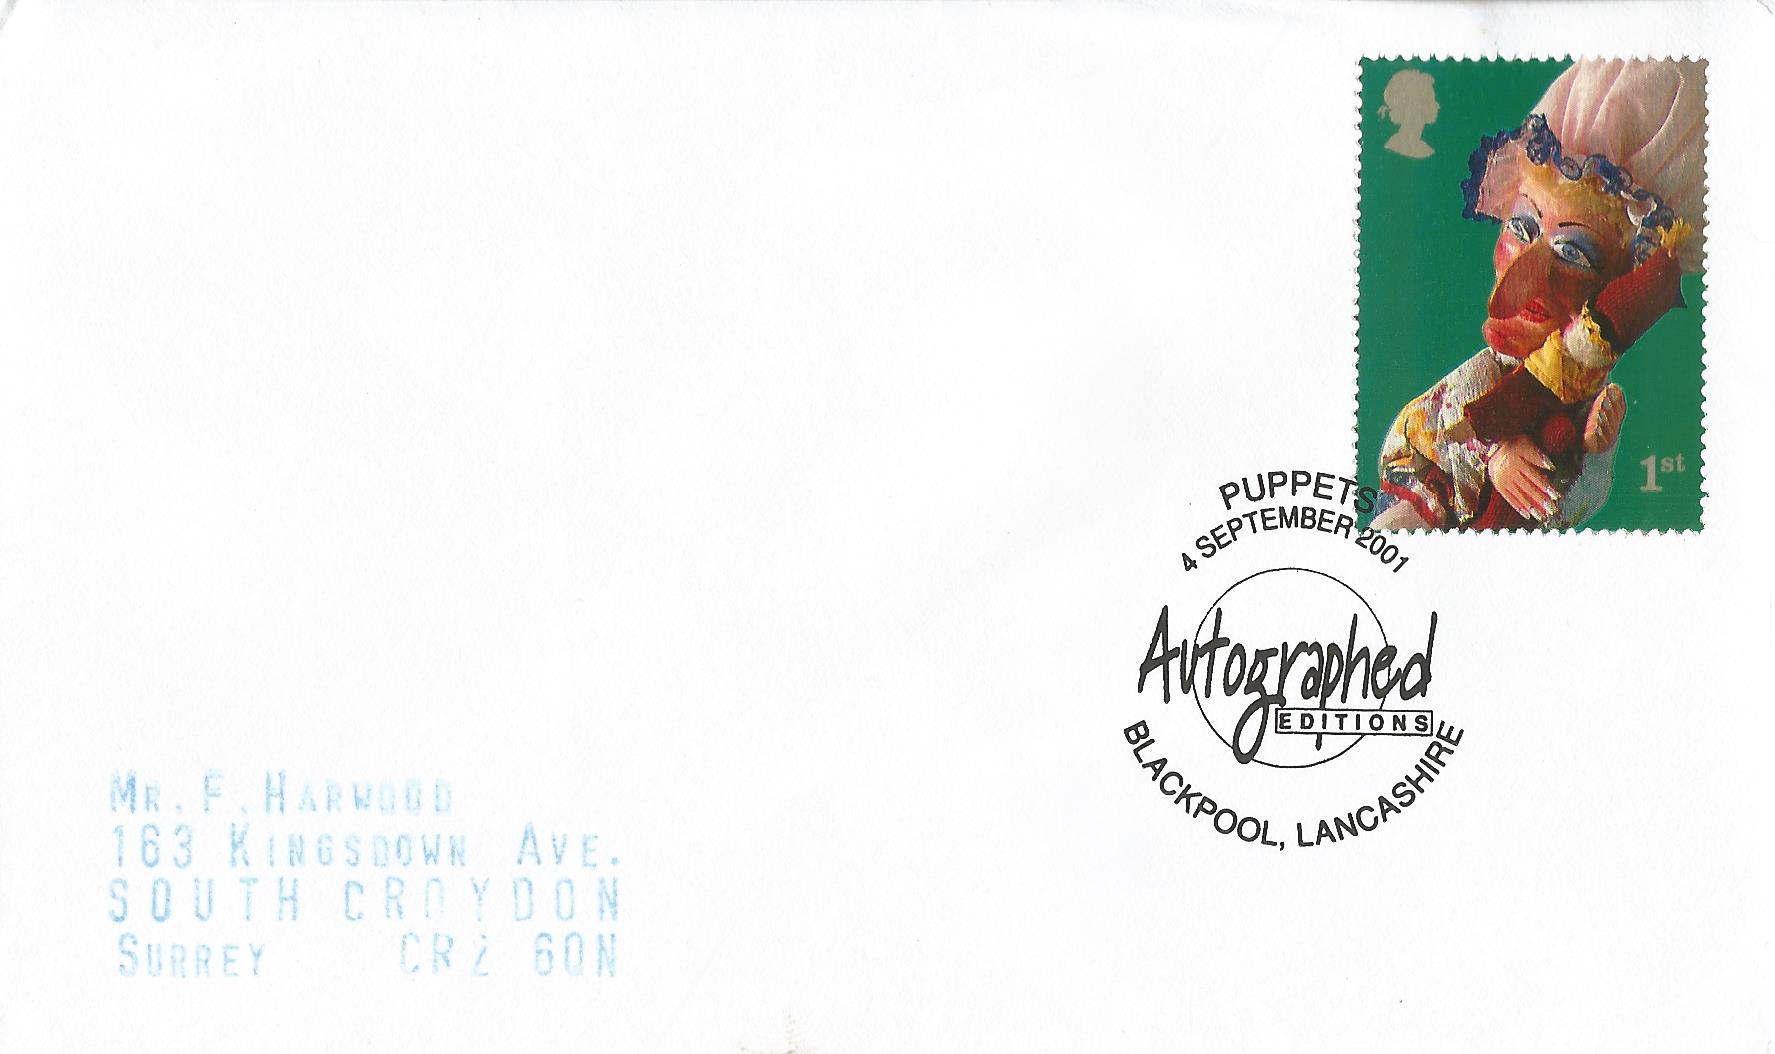 1st
PUPPETS
4 SEPTEMBER 2001
Autographed
EDITIONS
BLACKPOOL, LANCASHIRE
MR. F. HARWOOD
163 KINGSDOWN AVE.
SOUTH CROYDON
SURREY CR2 6QN